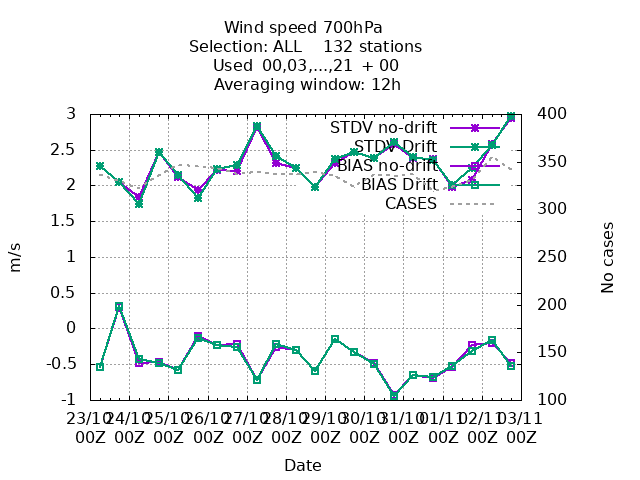 Wind speed 700hPa
Selection: ALL 132 stations
Used 00,03,...,21 + 00
Averaging window: 12h
STDV no-drift
STDV Drift
BIAS no-drift
BIAS Drift
CASES
3
2.5
2
1.5
1
0.5
0
-0.5
-1
400
350
300
250
200
150
100
m/s
No cases
23/10 24/10 25/10 26/10 27/10 28/10 29/10 30/10 31/10 01/11 02/11 03/11
00Z 00Z 00Z 00Z 00Z 00Z 00Z 00Z 00Z 00Z 00Z 00Z
Date